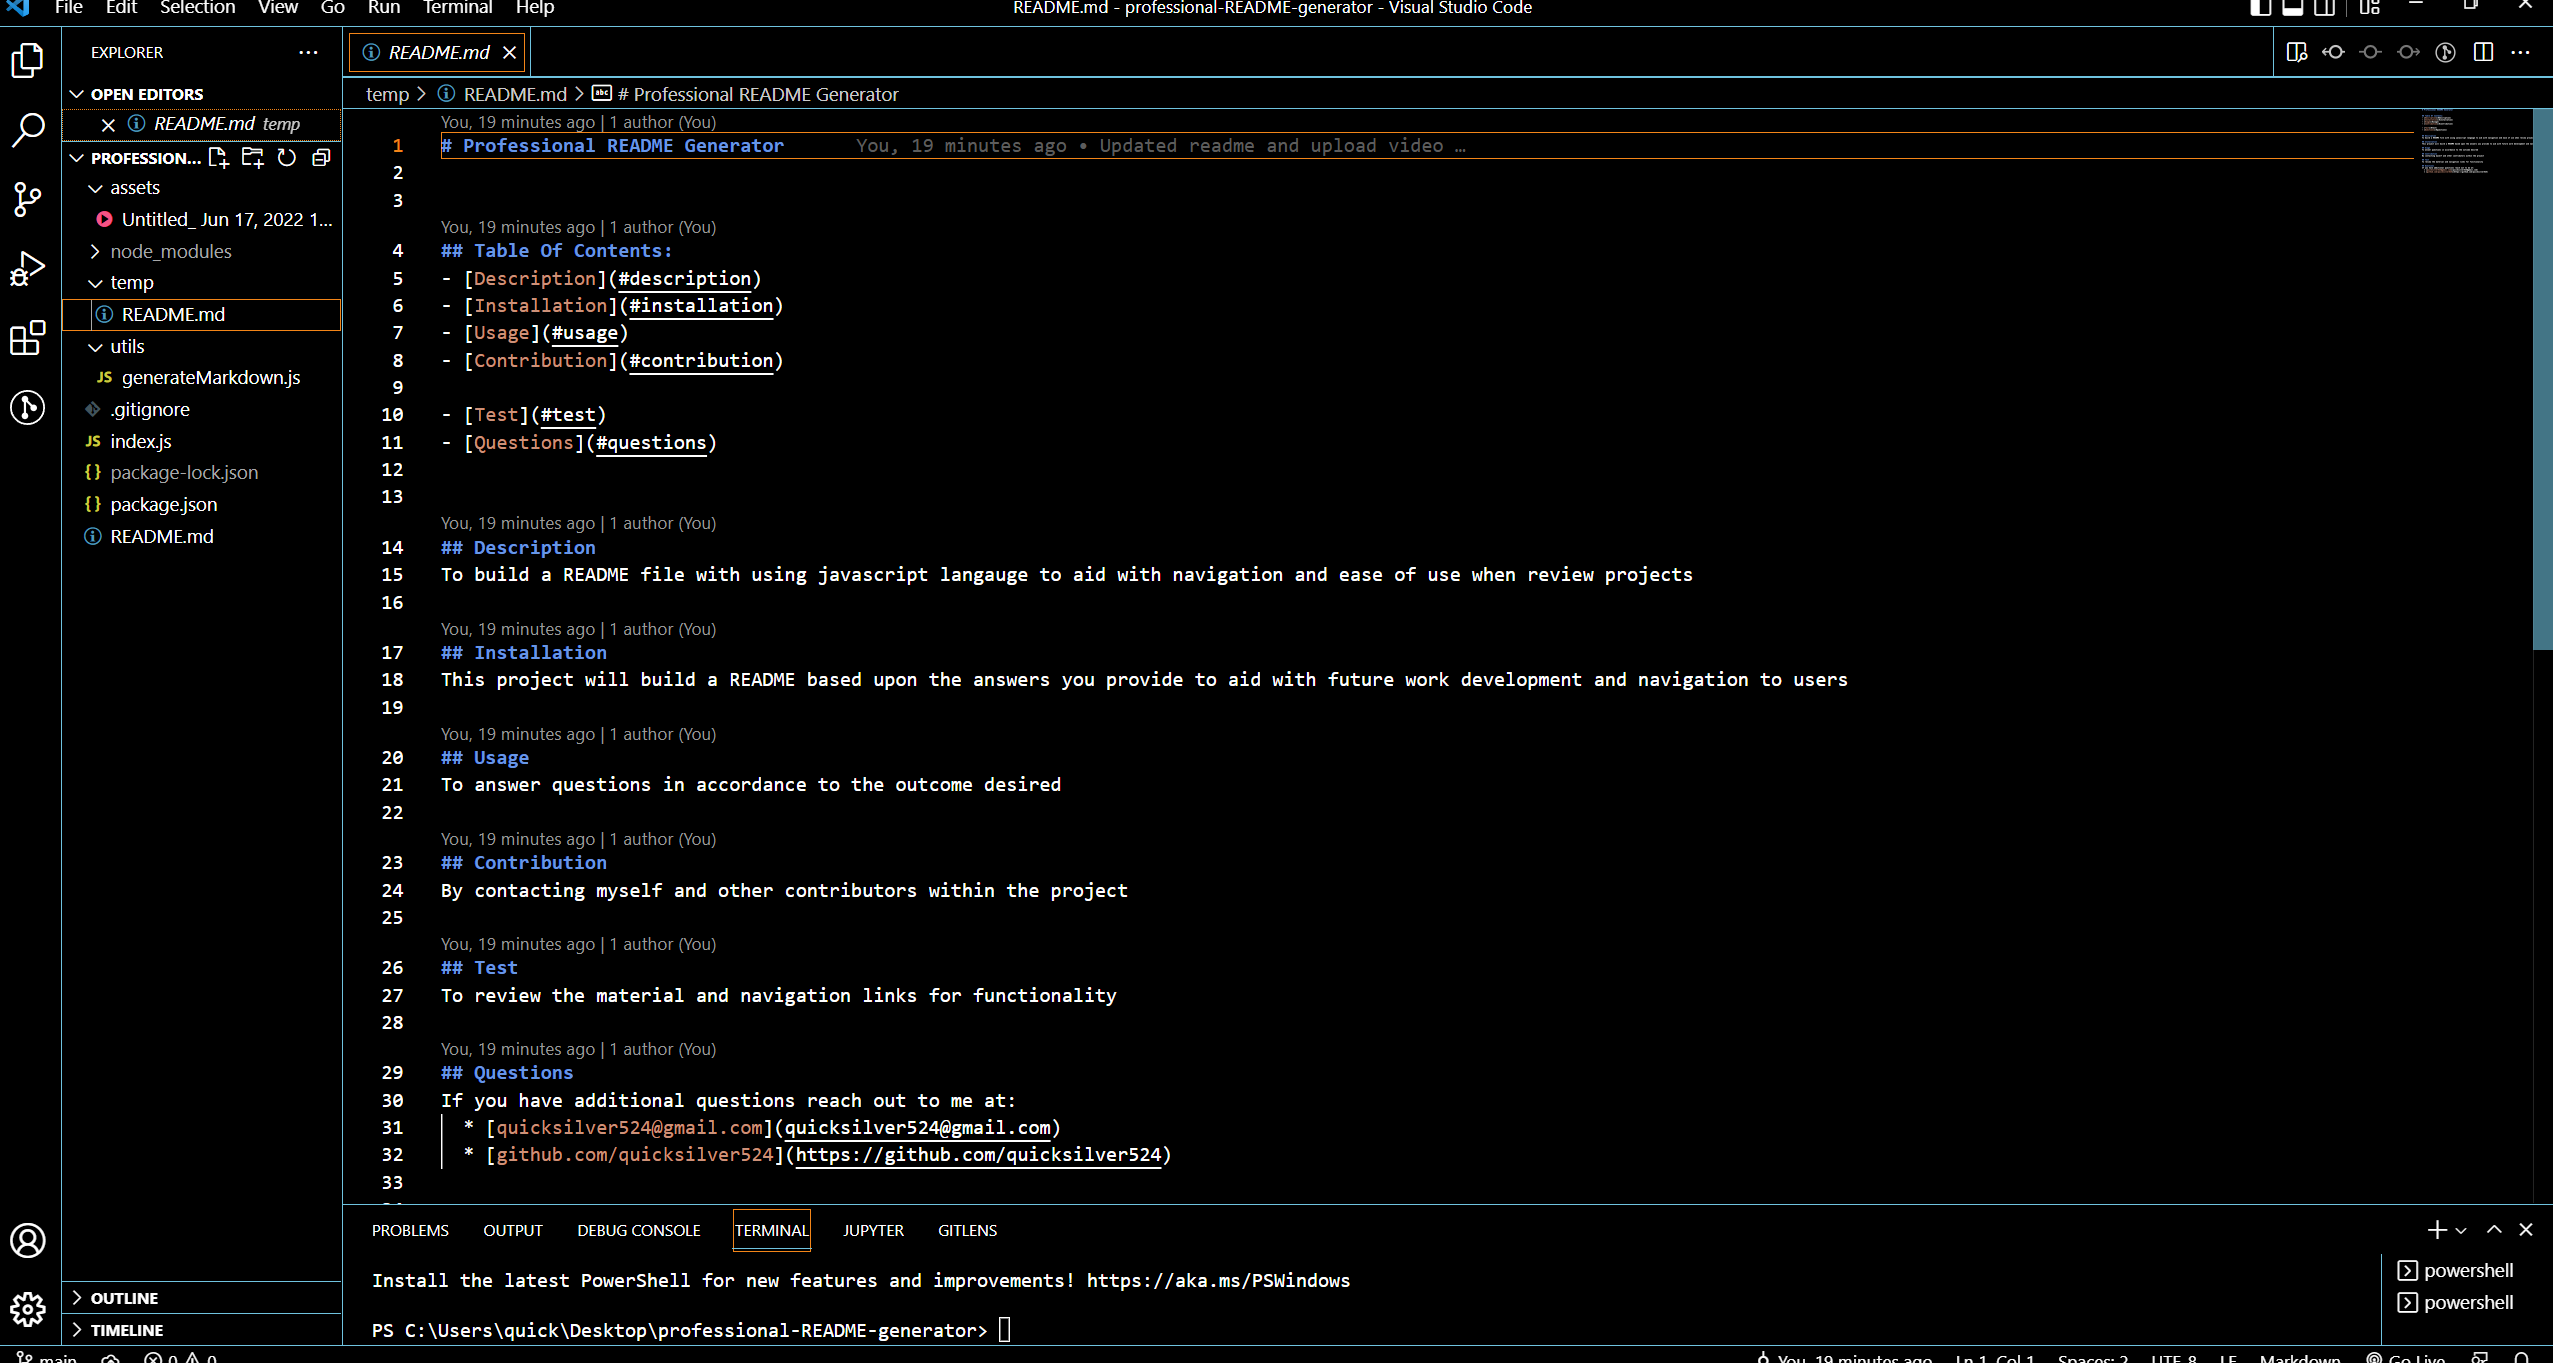 File Edit Selection View Go Run Terminal Help
README.md - professional-README-generator - Visual Studio Code
EXPLORER
OPEN EDITORS
README.md temp
PROFESSION...
assets
Untitled_ Jun 17, 2022 1...
node_modules
temp
README.md
utils
JS generateMarkdown.js
.gitignore
JS index.js
{} package-lock.json
{} package.json
README.md
OUTLINE
TIMELINE
README.md
temp > README.md > # Professional README Generator
You, 19 minutes ago | 1 author (You)
1 # Professional README Generator You, 19 minutes ago • Updated readme and upload video …
2
3
You, 19 minutes ago | 1 author (You)
4 ## Table Of Contents:
5 - [Description](#description)
6 - [Installation](#installation)
7 - [Usage](#usage)
8 - [Contribution](#contribution)
9
10 - [Test](#test)
11 - [Questions](#questions)
12
13
You, 19 minutes ago | 1 author (You)
14 ## Description
15 To build a README file with using javascript langauge to aid with navigation and ease of use when review projects
16
You, 19 minutes ago | 1 author (You)
17 ## Installation
18 This project will build a README based upon the answers you provide to aid with future work development and navigation to users
19
You, 19 minutes ago | 1 author (You)
20 ## Usage
21 To answer questions in accordance to the outcome desired
22
You, 19 minutes ago | 1 author (You)
23 ## Contribution
24 By contacting myself and other contributors within the project
25
You, 19 minutes ago | 1 author (You)
26 ## Test
27 To review the material and navigation links for functionality
28
You, 19 minutes ago | 1 author (You)
29 ## Questions
30 If you have additional questions reach out to me at:
31 * [quicksilver524@gmail.com](quicksilver524@gmail.com)
32 * [github.com/quicksilver524](https://github.com/quicksilver524)
33
PROBLEMS OUTPUT DEBUG CONSOLE TERMINAL JUPYTER GITLENS
Install the latest PowerShell for new features and improvements! https://aka.ms/PSWindows
PS C:\Users\quick\Desktop\professional-README-generator>
powershell
powershell
main 0 0 You, 19 minutes ago Ln 1, Col 1 Spaces: 2 UTF-8 LF Markdown Go Live